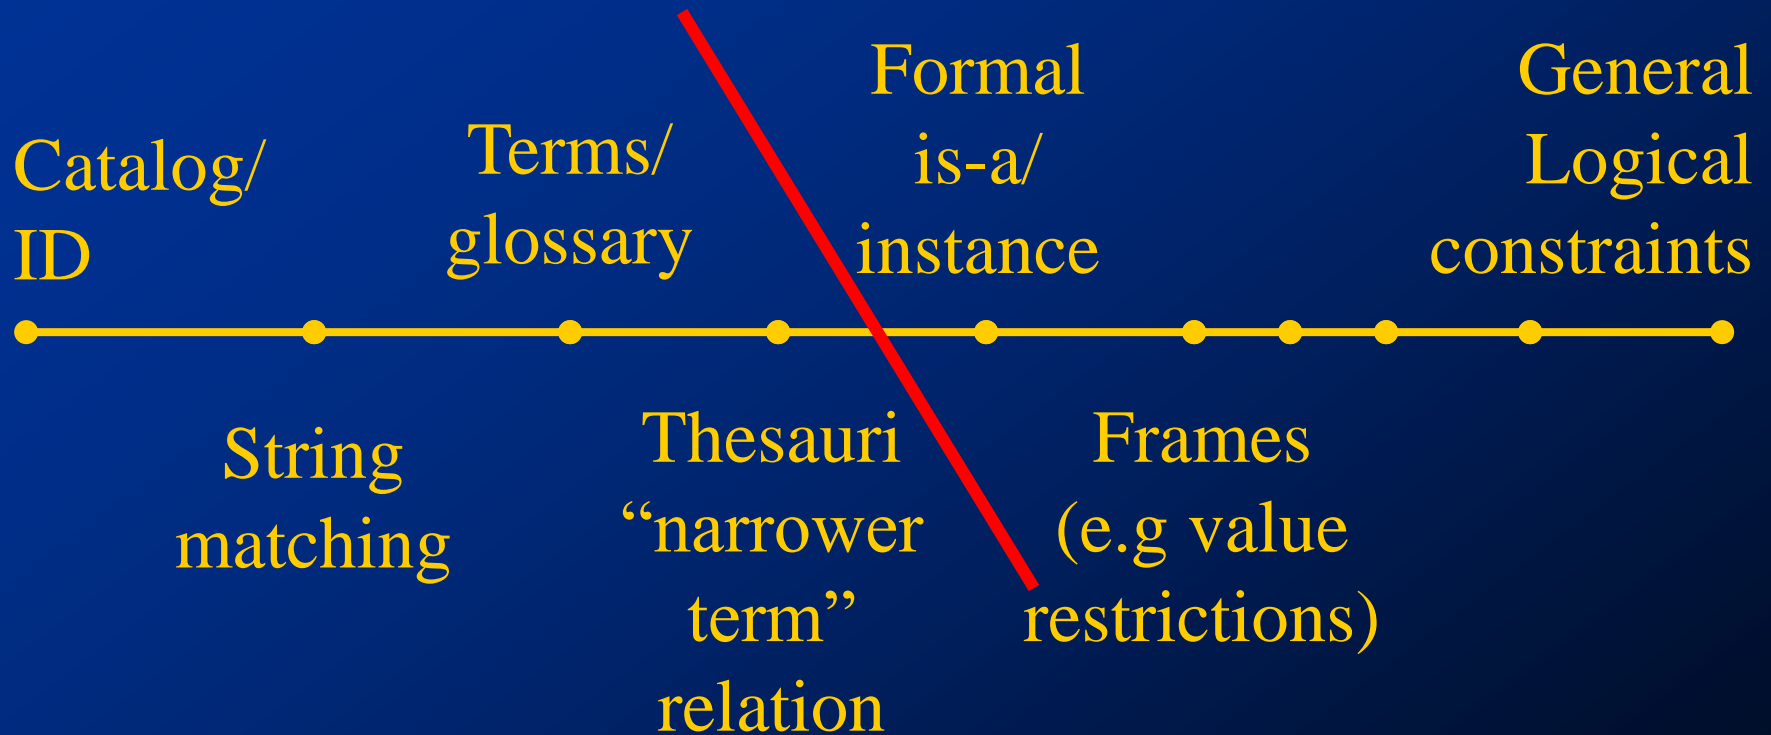 Catalog/
ID
Terms/
glossary
Formal
is-a/
instance
General
Logical
constraints
String
matching
Thesauri
“narrower
term”
relation
Frames
(e.g value
restrictions)